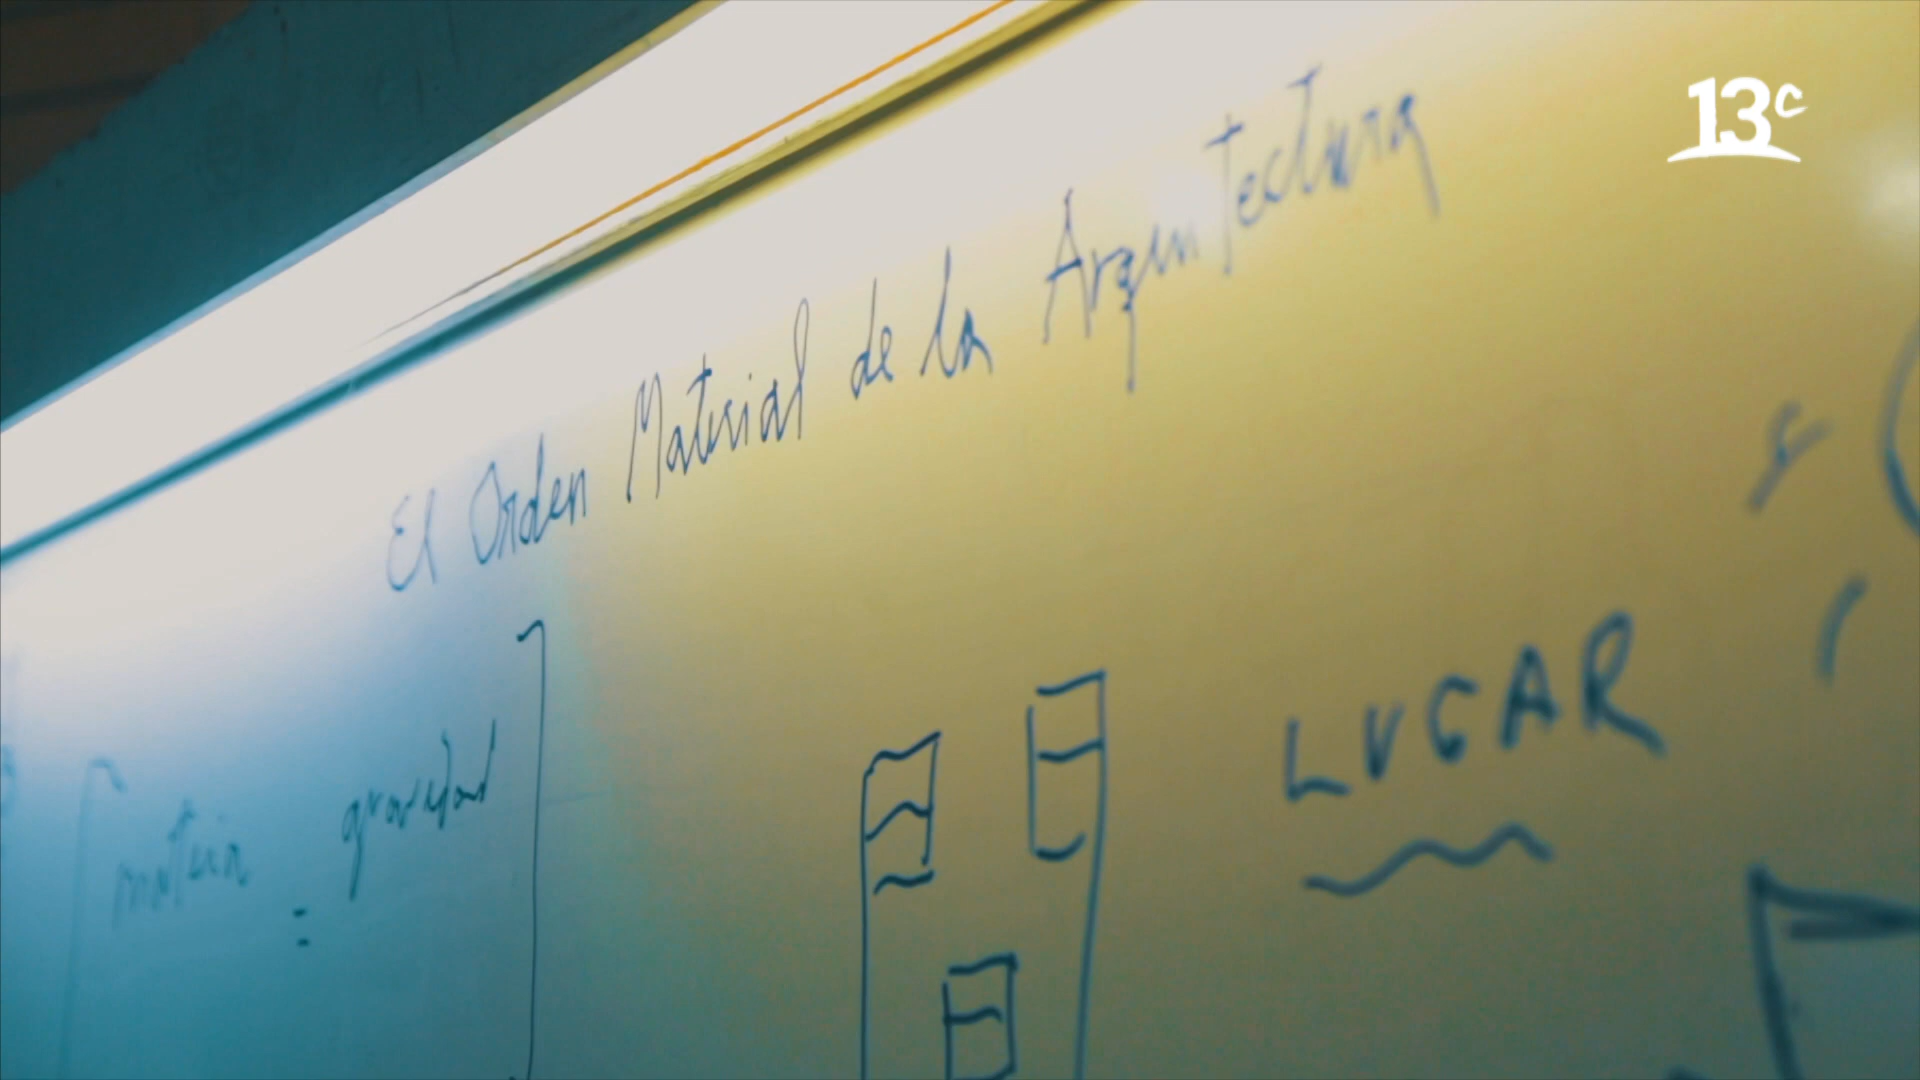 13c
El Orden Material de la Arquitectura
materia = gravedad
LUGAR